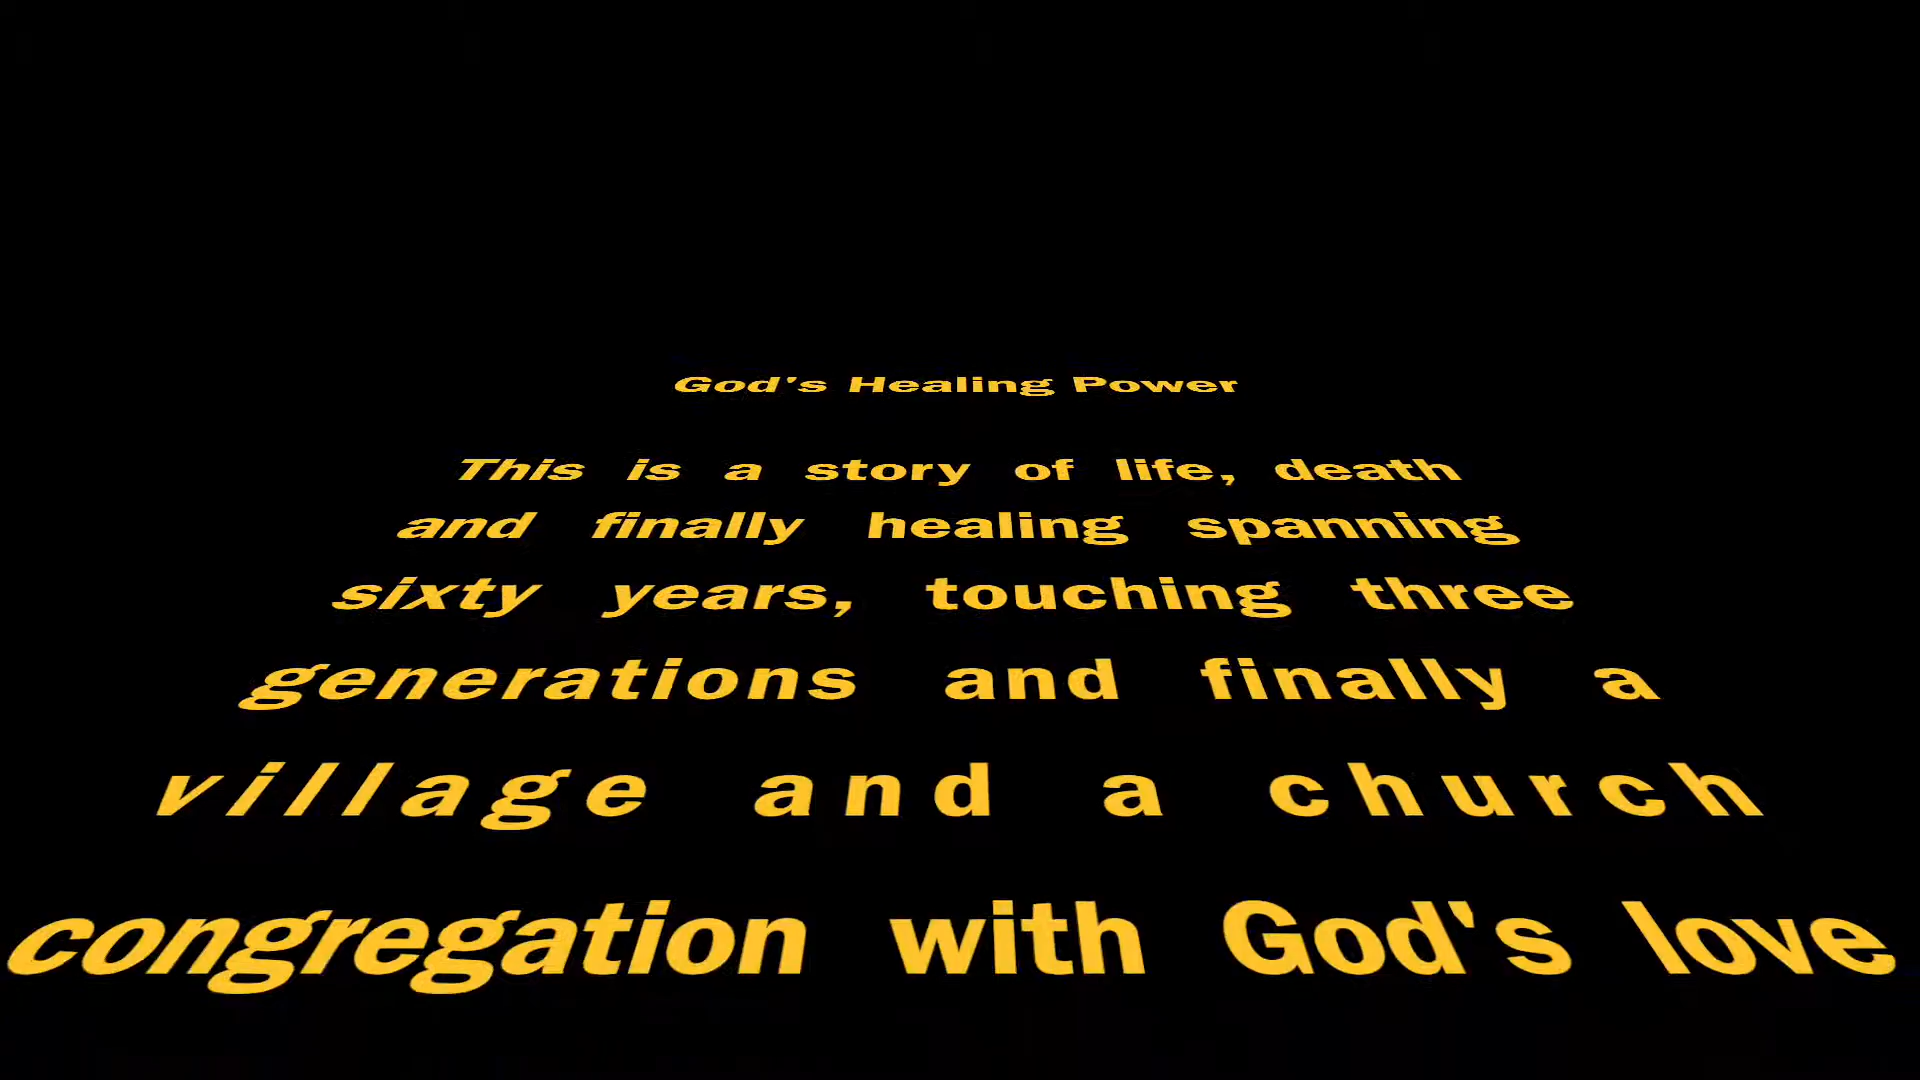 God's Healing Power
This is a story of life, death
and finally healing spanning
sixty years, touching three
generations and finally a
village and a church
congregation with God's love